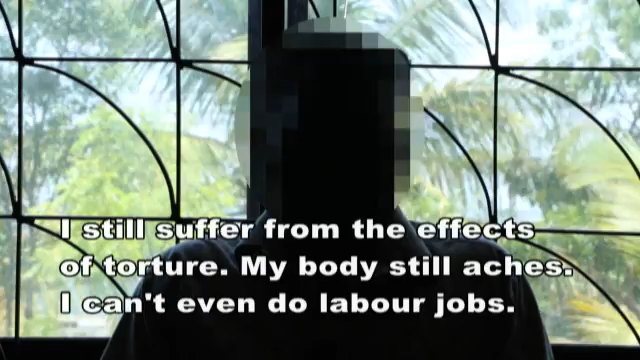 I still suffer from the effects
of torture. My body still aches.
I can't even do labour jobs.